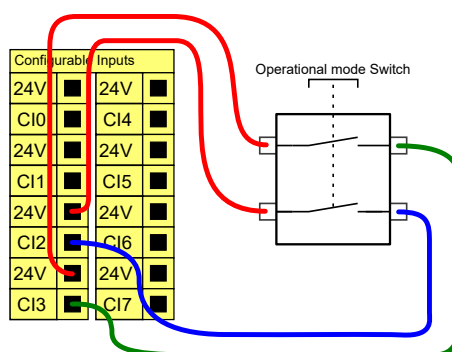 Configurable Inputs
Operational mode Switch
24V 24V
CI0 CI4
24V 24V
CI1 CI5
24V 24V
CI2 CI6
24V 24V
CI3 CI7